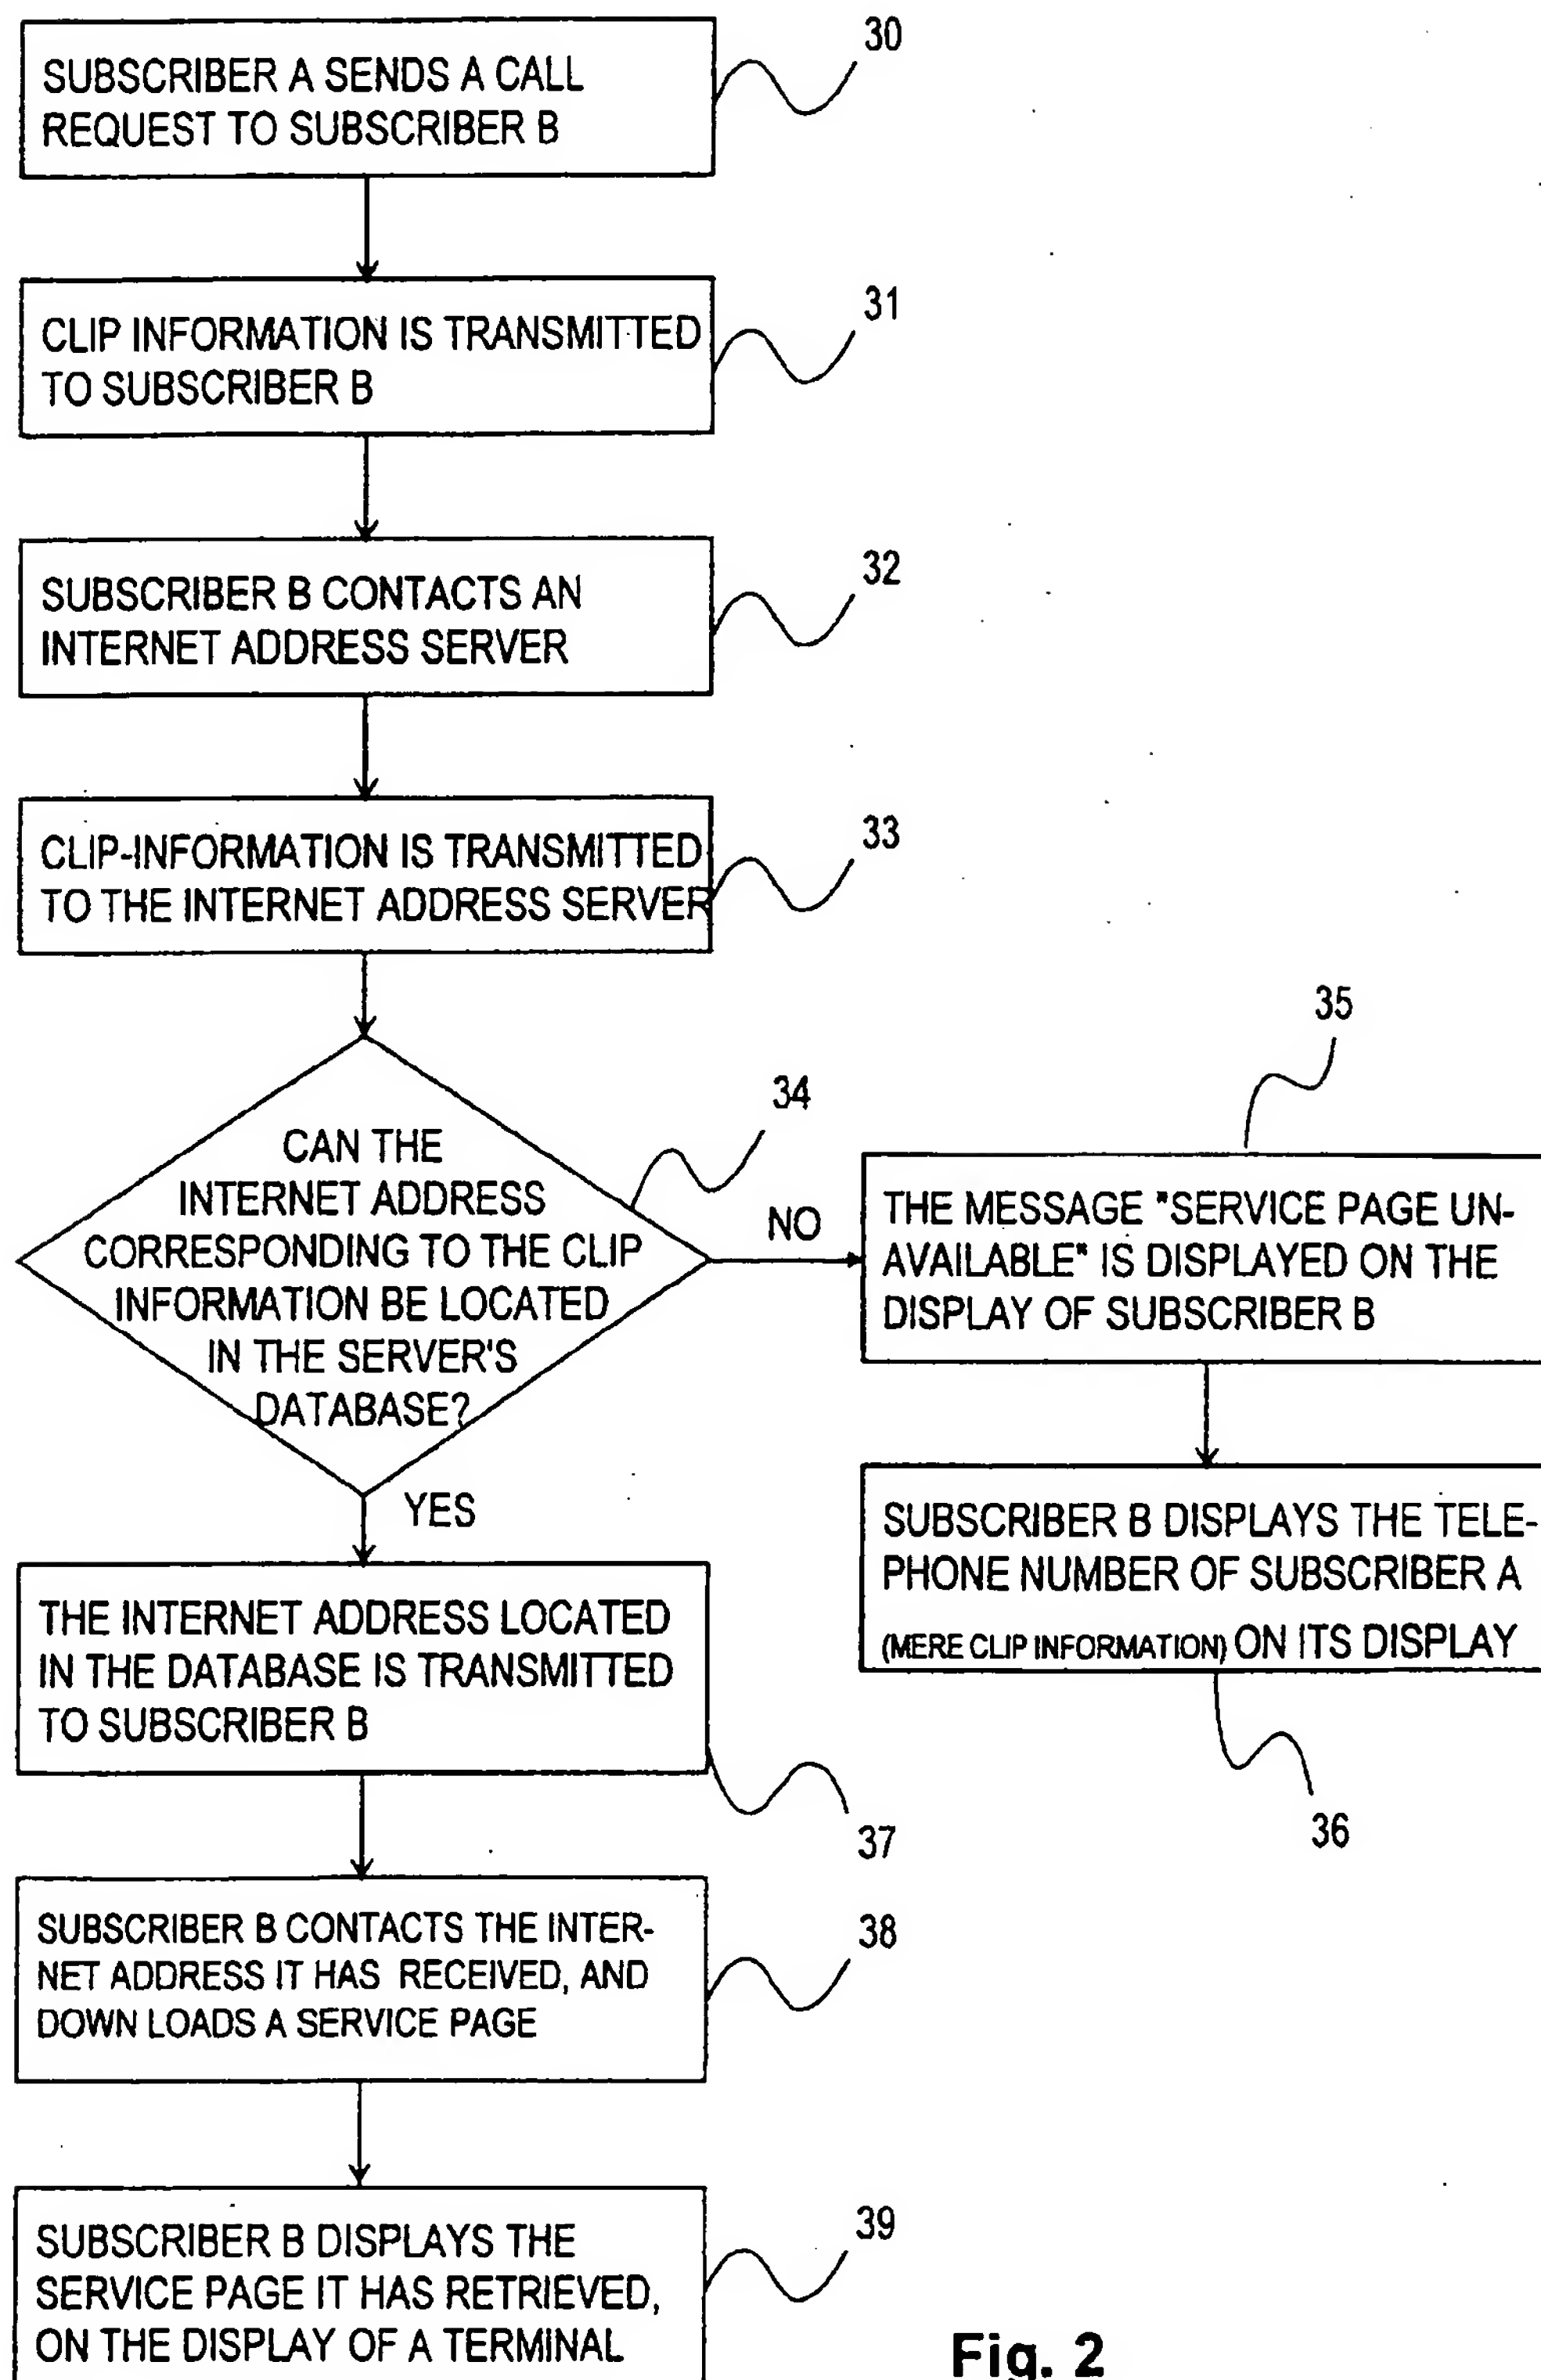 30
SUBSCRIBER A SENDS A CALL
REQUEST TO SUBSCRIBER B
31
CLIP INFORMATION IS TRANSMITTED
TO SUBSCRIBER B
32
SUBSCRIBER B CONTACTS AN
INTERNET ADDRESS SERVER
33
CLIP-INFORMATION IS TRANSMITTED
TO THE INTERNET ADDRESS SERVER
34
CAN THE
INTERNET ADDRESS
CORRESPONDING TO THE CLIP
INFORMATION BE LOCATED
IN THE SERVER'S
DATABASE?
NO
35
THE MESSAGE "SERVICE PAGE UN-
AVAILABLE" IS DISPLAYED ON THE
DISPLAY OF SUBSCRIBER B
SUBSCRIBER B DISPLAYS THE TELE-
PHONE NUMBER OF SUBSCRIBER A
(MERE CLIP INFORMATION) ON ITS DISPLAY
36
YES
THE INTERNET ADDRESS LOCATED
IN THE DATABASE IS TRANSMITTED
TO SUBSCRIBER B
37
SUBSCRIBER B CONTACTS THE INTER-
NET ADDRESS IT HAS RECEIVED, AND
DOWN LOADS A SERVICE PAGE
38
SUBSCRIBER B DISPLAYS THE
SERVICE PAGE IT HAS RETRIEVED,
ON THE DISPLAY OF A TERMINAL
39
Fig. 2